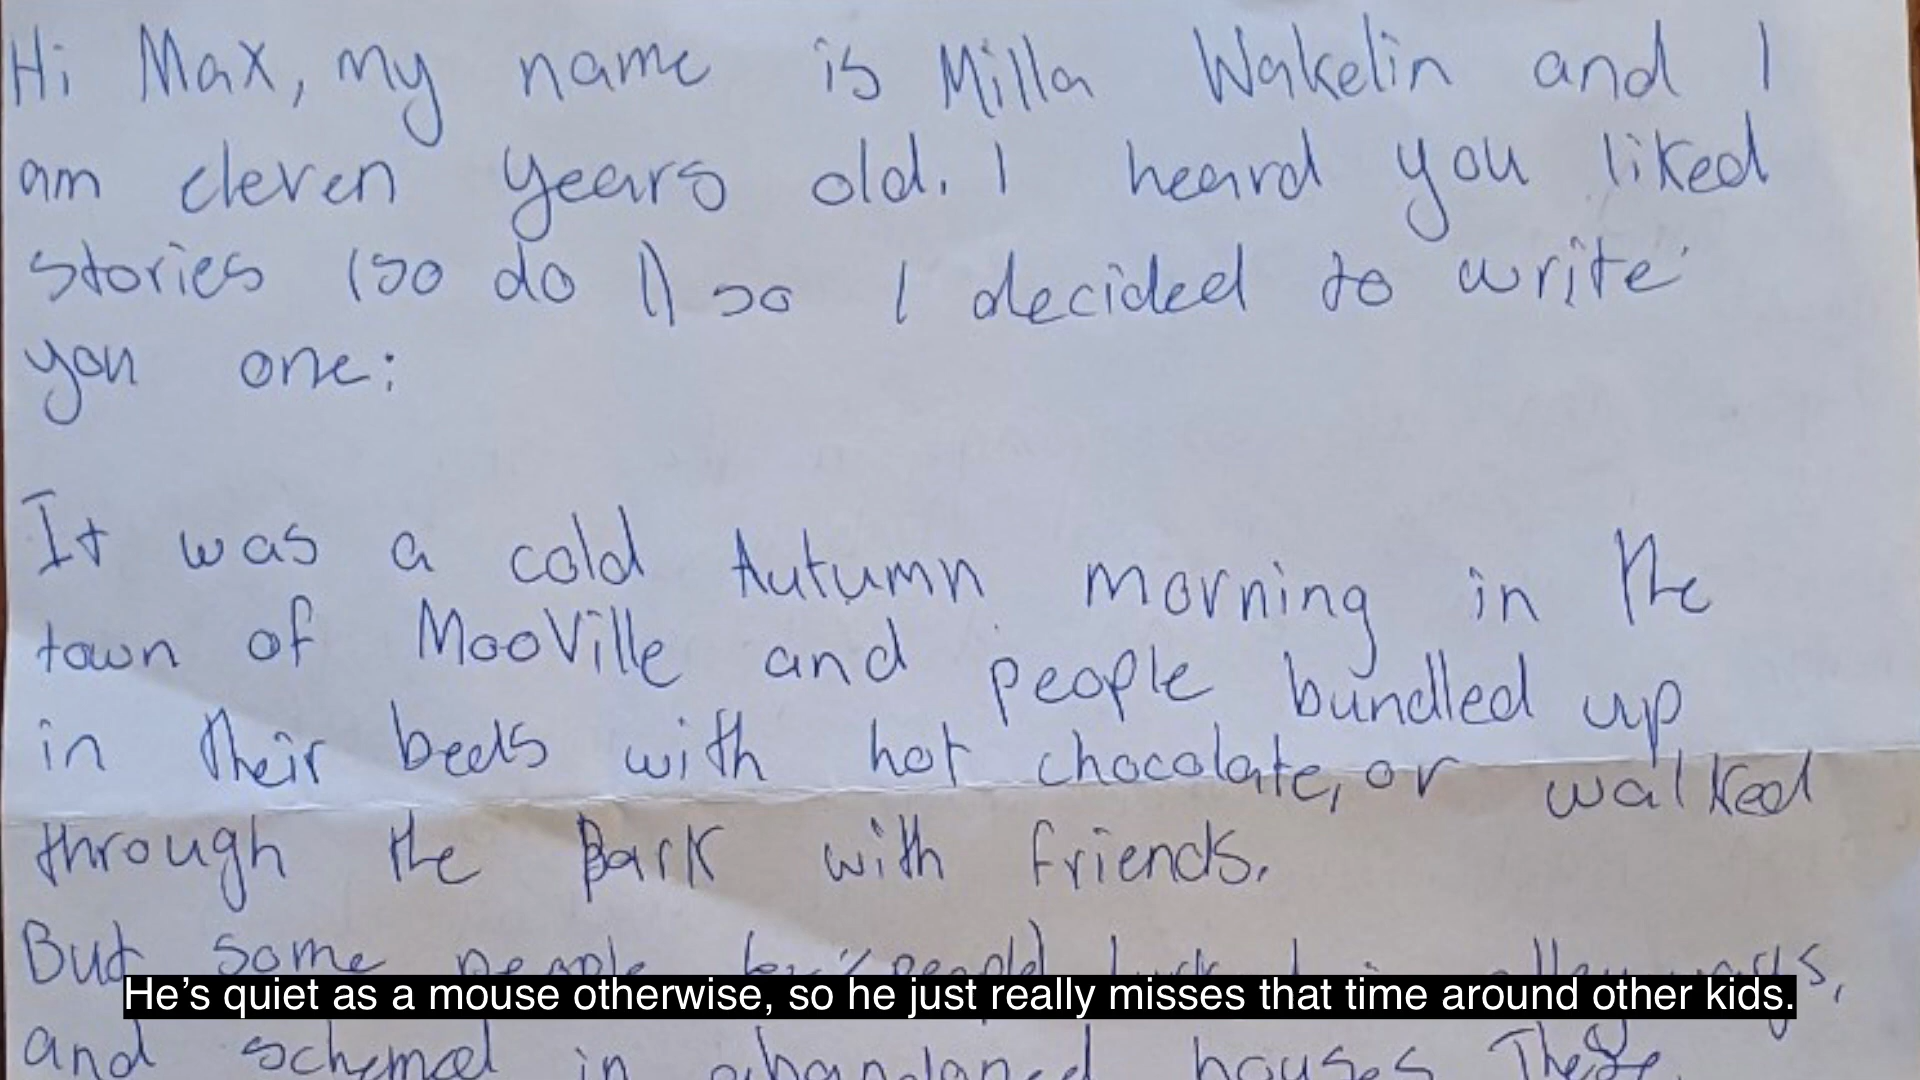 Hi Max, my name is Milla Wakelin and I
am eleven years old. I heard you liked
stories (so do I) so I decided to write
you one:
It was a cold Autumn morning in the
town of MooVille and people bundled up
in their beds with hot chocolate, or walked
through the Park with friends.
But some people
He's quiet as a mouse otherwise, so he just really misses that time around other kids.
and schemed in abandoned houses These